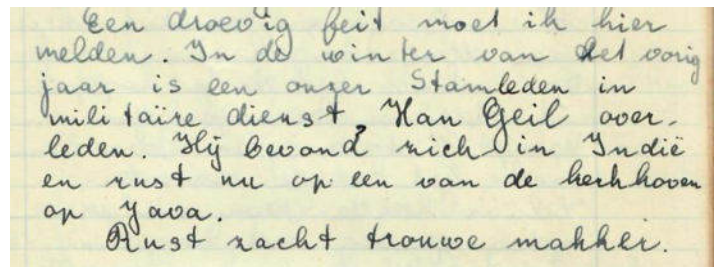 Een droevig feit moet ik hier
melden. In de winter van het vorig
jaar is een onzer Stamleden in
militaïre dienst, Han Geil over-
leden. Hij bevond zich in Indië
en rust nu op een van de kerkhoven
op Java.
Rust zacht trouwe makker.